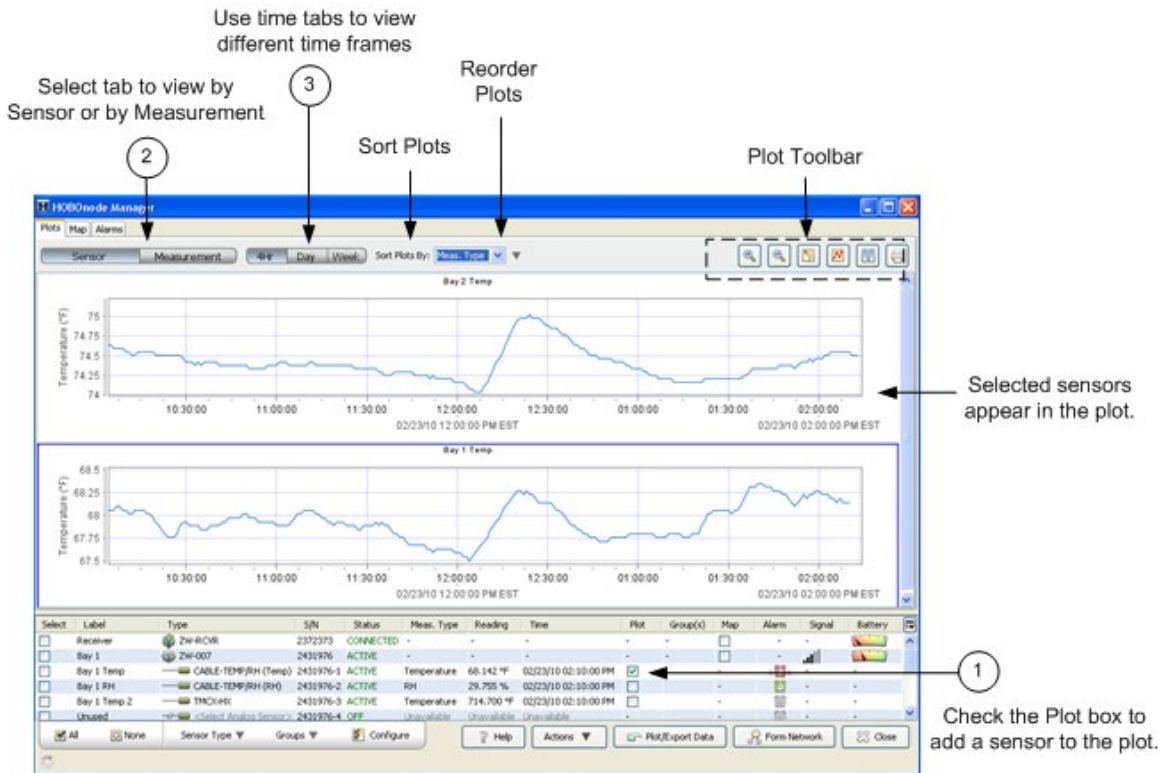 Use time tabs to view
different time frames
Select tab to view by
Sensor or by Measurement
3
Reorder
Plots
2
Sort Plots
Plot Toolbar
HOBOnode Manager
Plots Map Alarms
Sensor Measurement 4Hr Day Week Sort Plots By: Meas. Type
Bay 2 Temp
Temperature (°F)
75
74.75
74.5
74.25
74
10:30:00 11:00:00 11:30:00 12:00:00 12:30:00 01:00:00 01:30:00 02:00:00
02/23/10 12:00:00 PM EST 02/23/10 02:00:00 PM EST
Selected sensors
appear in the plot.
Bay 1 Temp
Temperature (°F)
68.5
68.25
68
67.75
67.5
10:30:00 11:00:00 11:30:00 12:00:00 12:30:00 01:00:00 01:30:00 02:00:00
02/23/10 12:00:00 PM EST 02/23/10 02:00:00 PM EST
Select Label Type S/N Status Meas. Type Reading Time Plot Group(s) Map Alarm Signal Battery
Receiver ZW-RCVR 2372373 CONNECTED - - - - - - -
Bay 1 ZW-007 2431976 ACTIVE - - - - - -
Bay 1 Temp CABLE-TEMP/RH (Temp) 2431976-1 ACTIVE Temperature 68.142 °F 02/23/10 02:10:00 PM - - - -
Bay 1 RH CABLE-TEMP/RH (RH) 2431976-2 ACTIVE RH 29.755 % 02/23/10 02:10:00 PM - - - -
Bay 1 Temp 2 TMCX-HX 2431976-3 ACTIVE Temperature 714.700 °F 02/23/10 02:10:00 PM - - - -
Unused <Select Analog Sensor> 2431976-4 OFF Unavailable Unavailable Unavailable - - - - -
All None Sensor Type Groups Configure Help Actions Plot/Export Data Form Network Close
1
Check the Plot box to
add a sensor to the plot.